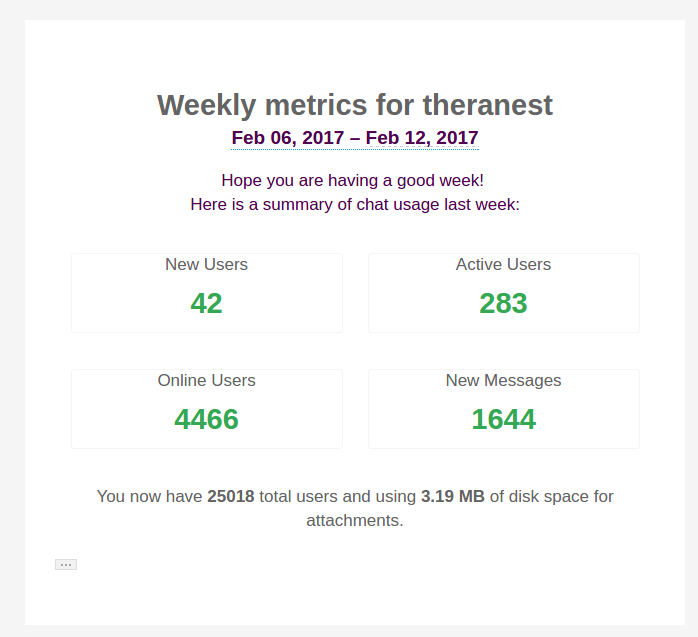 Weekly metrics for theranest
Feb 06, 2017 – Feb 12, 2017
Hope you are having a good week!
Here is a summary of chat usage last week:
New Users
42
Active Users
283
Online Users
4466
New Messages
1644
You now have 25018 total users and using 3.19 MB of disk space for
attachments.